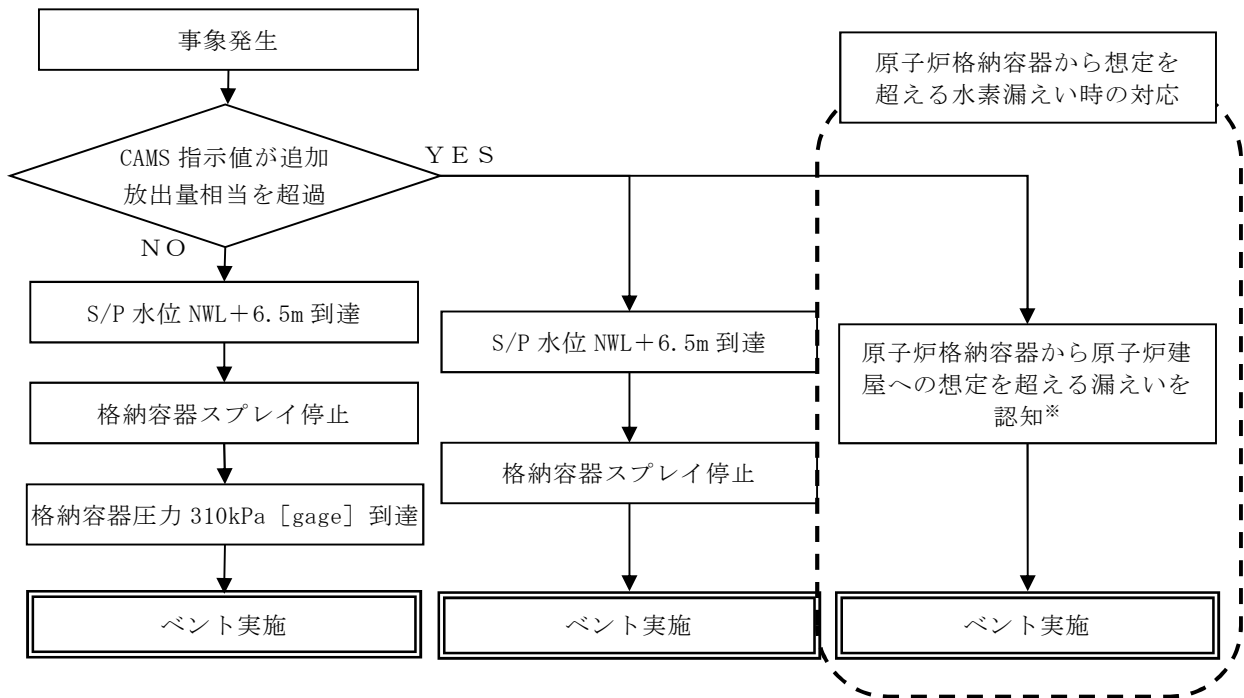 事象発生
CAMS 指示値が追加
放出量相当を超過
ＹＥＳ
ＮＯ
S/P 水位 NWL＋6.5m 到達
格納容器スプレイ停止
格納容器圧力 310kPa［gage］到達
ベント実施
S/P 水位 NWL＋6.5m 到達
格納容器スプレイ停止
ベント実施
原子炉格納容器から想定を
超える水素漏えい時の対応
原子炉格納容器から原子炉建
屋への想定を超える漏えいを
認知※
ベント実施